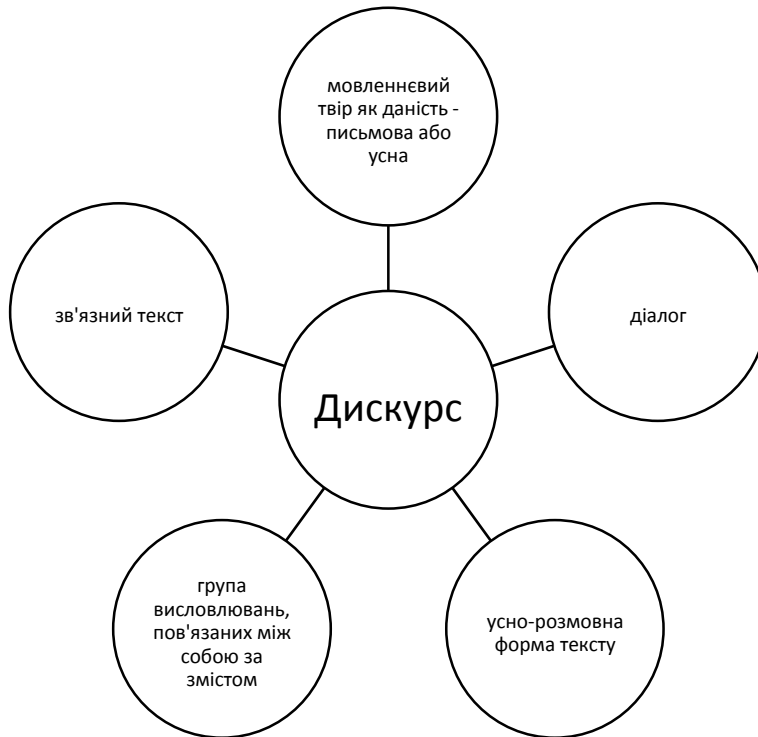 мовленнєвий
твір як даність -
письмова або
усна
зв'язний текст
діалог
Дискурс
група
висловлювань,
пов'язаних між
собою за
змістом
усно-розмовна
форма тексту